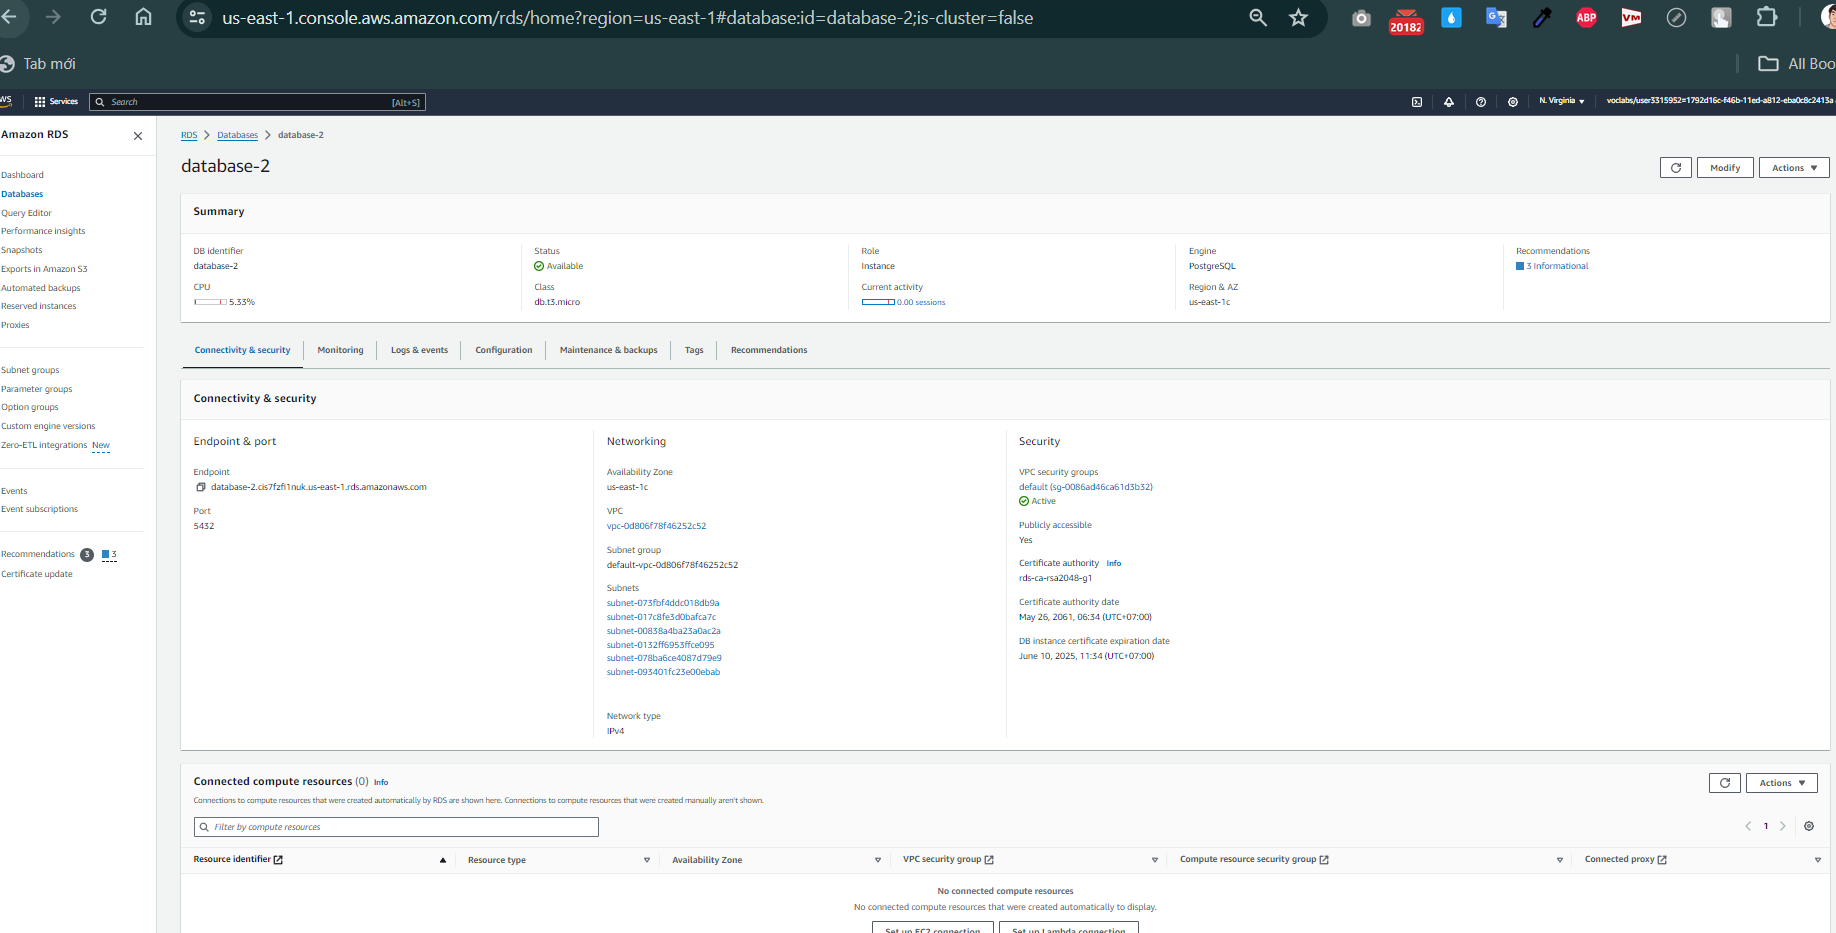 us-east-1.console.aws.amazon.com/rds/home?region=us-east-1#database:id=database-2;is-cluster=false
20182
ABP
VM
Tab mới
All Boo
Services
Search
[Alt+S]
N. Virginia
Amazon RDS
Dashboard
Databases
Query Editor
Performance insights
Snapshots
Exports in Amazon S3
Automated backups
Reserved instances
Proxies
Subnet groups
Parameter groups
Option groups
Custom engine versions
Zero-ETL integrations New
Events
Event subscriptions
Recommendations 3 3
Certificate update
RDS > Databases > database-2
database-2
Modify
Actions
Summary
DB identifier
database-2
CPU
5.33%
Status
Available
Class
db.t3.micro
Role
Instance
Current activity
0.00 sessions
Engine
PostgreSQL
Region & AZ
us-east-1c
Recommendations
3 Informational
Connectivity & security
Monitoring
Logs & events
Configuration
Maintenance & backups
Tags
Recommendations
Connectivity & security
Endpoint & port
Endpoint
database-2.cis7fzfi1nuk.us-east-1.rds.amazonaws.com
Port
5432
Networking
Availability Zone
us-east-1c
VPC
vpc-0d806f78f46252c52
Subnet group
default-vpc-0d806f78f46252c52
Subnets
subnet-073fbf4ddc018db9a
subnet-017c8fe3d0bafca7c
subnet-00838a4ba23a0ac2a
subnet-0132ff6953ffce095
subnet-078ba6ce4087d79e9
subnet-093401fc23e00ebab
Network type
IPv4
Security
VPC security groups
default (sg-0086ad46ca61d3b32)
Active
Publicly accessible
Yes
Certificate authority Info
rds-ca-rsa2048-g1
Certificate authority date
May 26, 2061, 06:34 (UTC+07:00)
DB instance certificate expiration date
June 10, 2025, 11:34 (UTC+07:00)
Connected compute resources (0) Info
Connections to compute resources that were created automatically by RDS are shown here. Connections to compute resources that were created manually aren't shown.
Actions
Filter by compute resources
1
Resource identifier
Resource type
Availability Zone
VPC security group
Compute resource security group
Connected proxy
No connected compute resources
No connected compute resources that were created automatically to display.
Set up EC2 connection
Set up Lambda connection